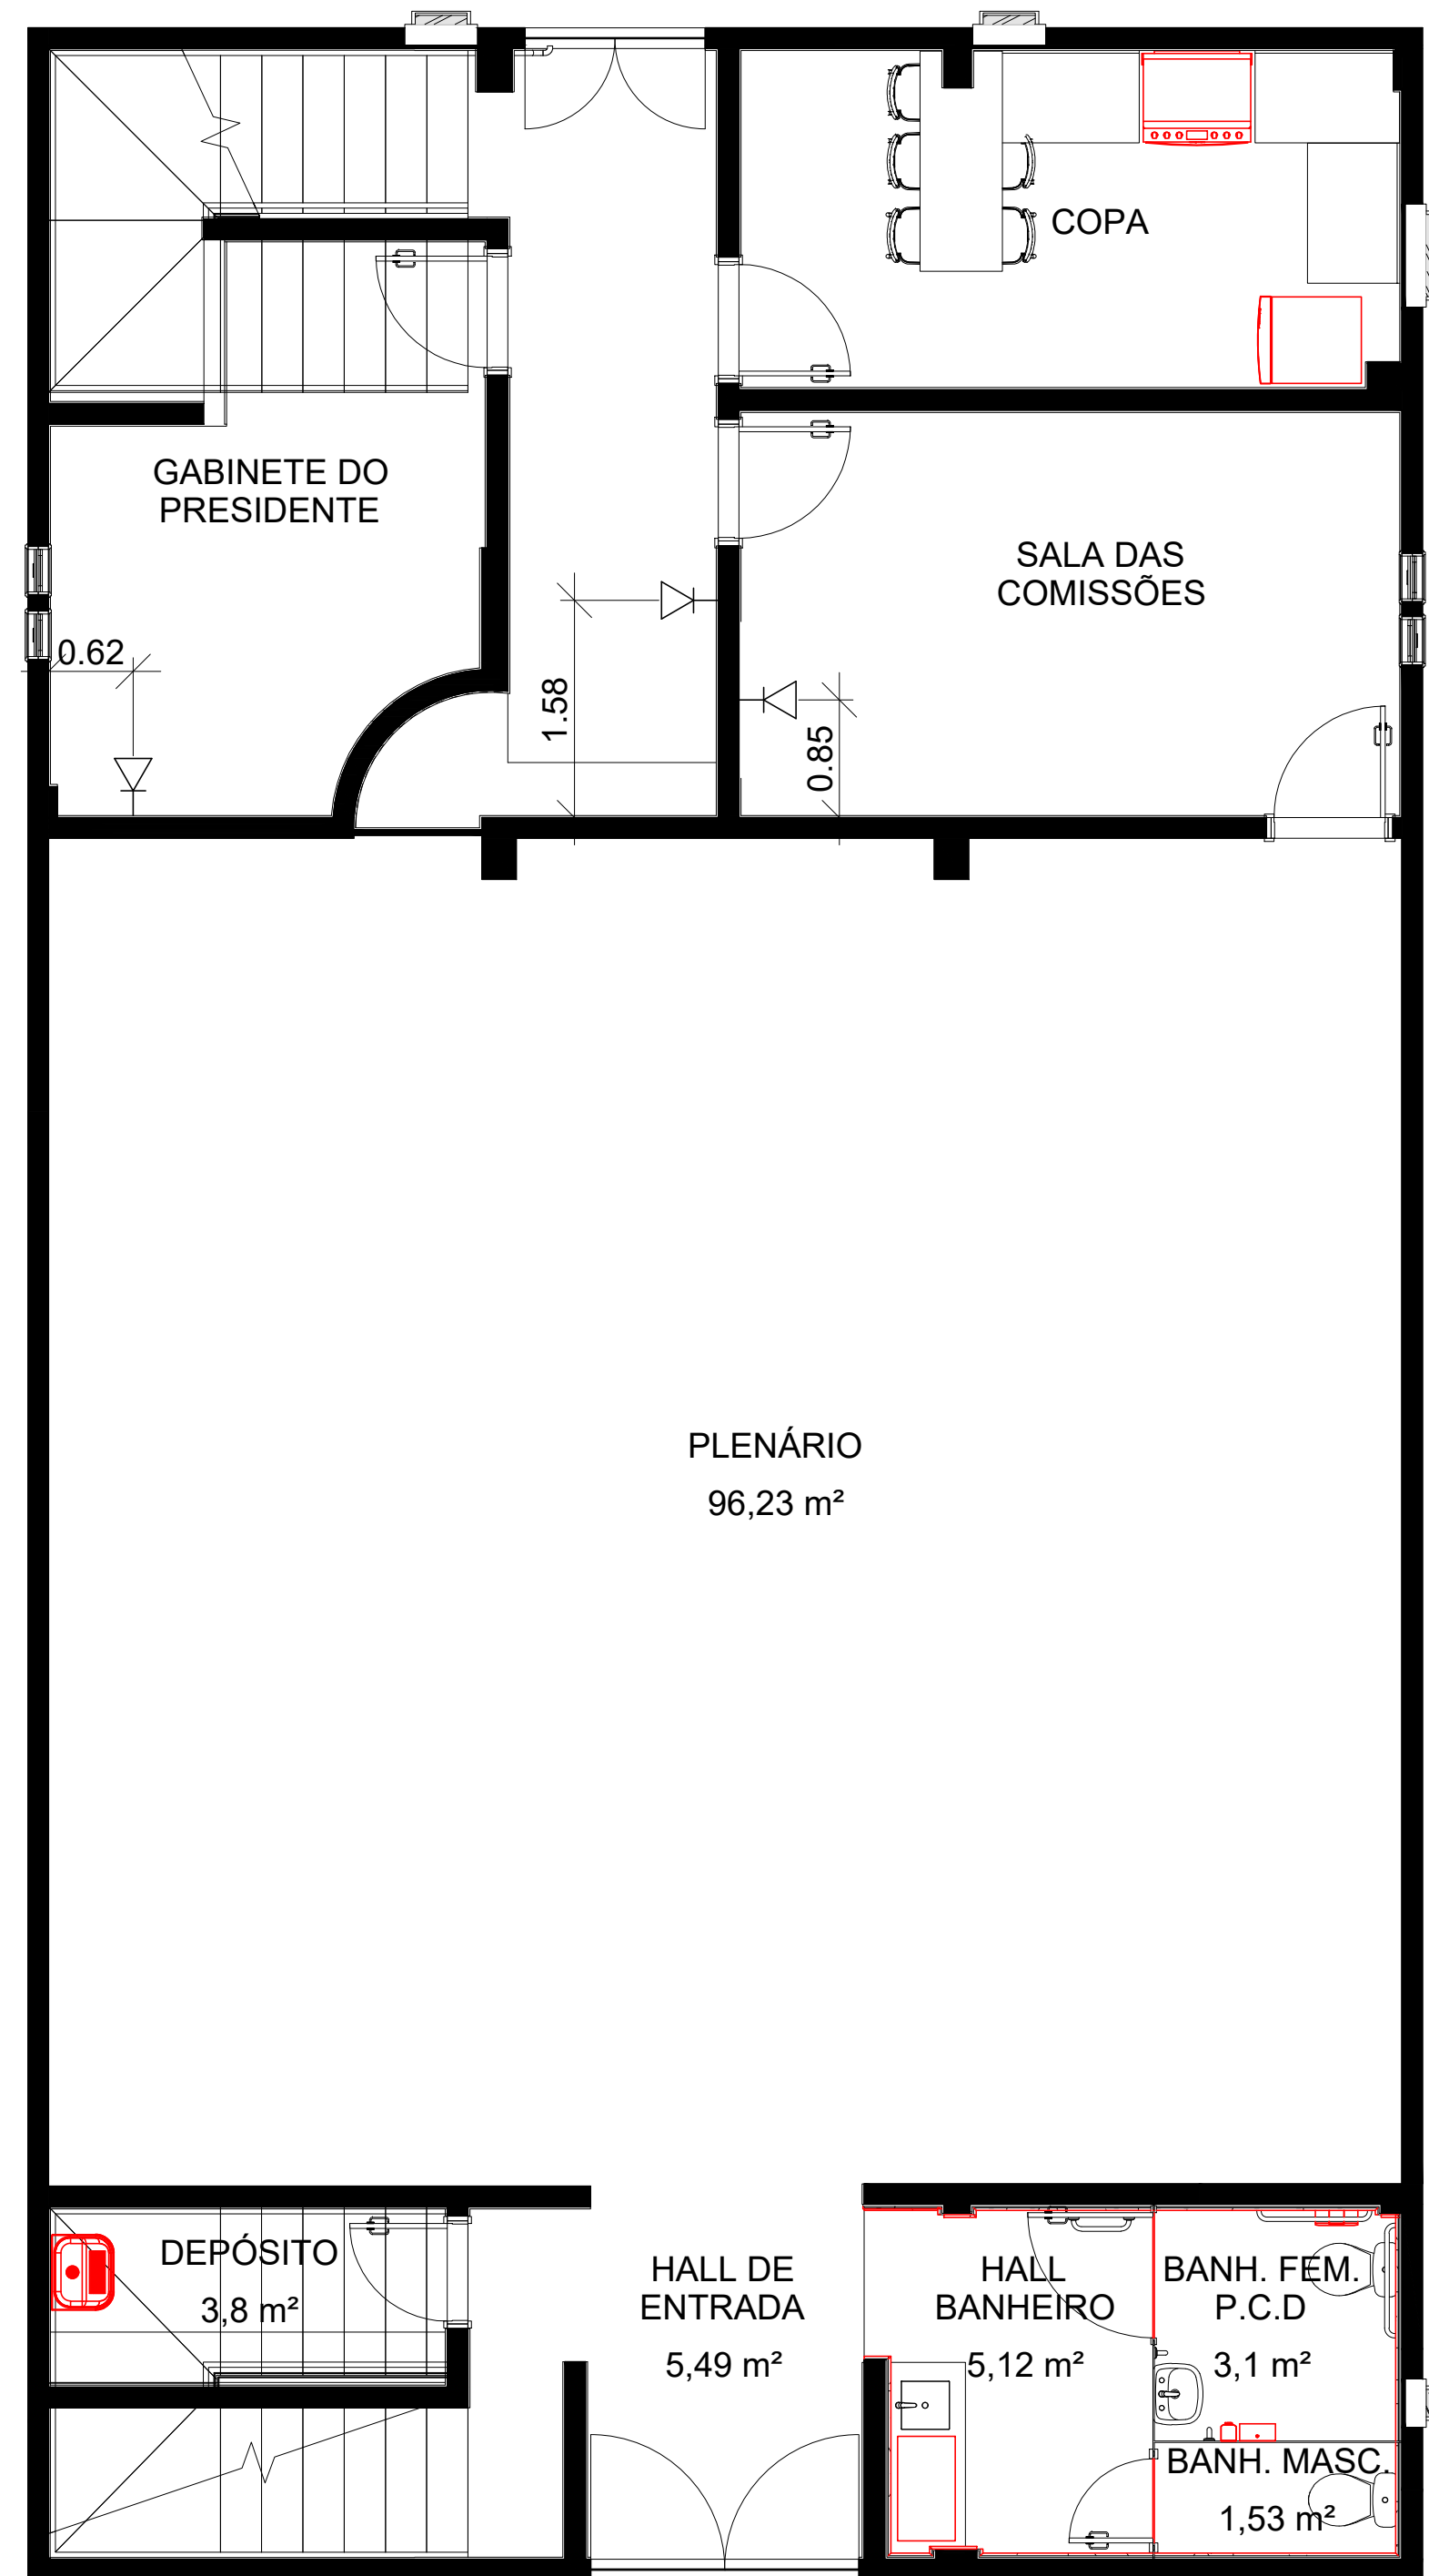 COPA
GABINETE DO
PRESIDENTE
SALA DAS
COMISSÕES
0.62
1.58
0.85
PLENÁRIO
96,23 m²
DEPÓSITO
3,8 m²
HALL DE
ENTRADA
5,49 m²
HALL
BANHEIRO
5,12 m²
BANH. FEM.
P.C.D
3,1 m²
BANH. MASC.
1,53 m²